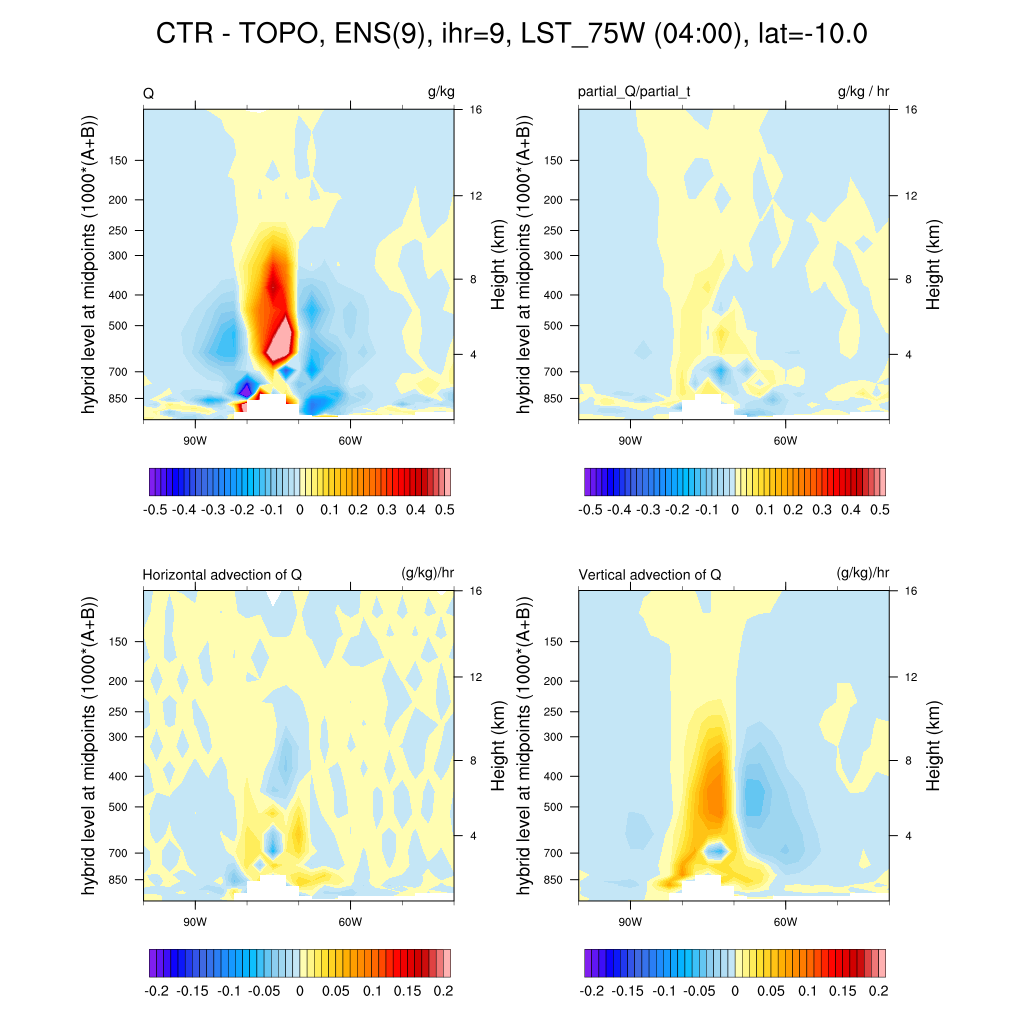 CTR - TOPO, ENS(9), ihr=9, LST_75W (04:00), lat=-10.0
Q g/kg
hybrid level at midpoints (1000*(A+B))
150
200
250
300
400
500
700
850
16
12
8
4
Height (km)
90W 60W
-0.5 -0.4 -0.3 -0.2 -0.1 0 0.1 0.2 0.3 0.4 0.5
partial_Q/partial_t g/kg / hr
hybrid level at midpoints (1000*(A+B))
150
200
250
300
400
500
700
850
16
12
8
4
Height (km)
90W 60W
-0.5 -0.4 -0.3 -0.2 -0.1 0 0.1 0.2 0.3 0.4 0.5
Horizontal advection of Q (g/kg)/hr
hybrid level at midpoints (1000*(A+B))
150
200
250
300
400
500
700
850
16
12
8
4
Height (km)
90W 60W
-0.2 -0.15 -0.1 -0.05 0 0.05 0.1 0.15 0.2
Vertical advection of Q (g/kg)/hr
hybrid level at midpoints (1000*(A+B))
150
200
250
300
400
500
700
850
16
12
8
4
Height (km)
90W 60W
-0.2 -0.15 -0.1 -0.05 0 0.05 0.1 0.15 0.2